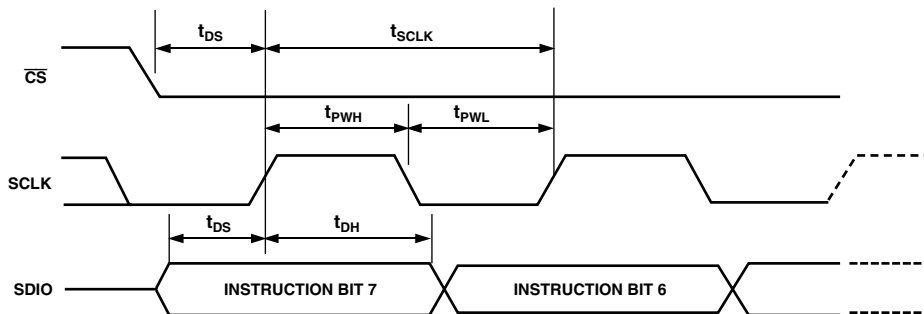 tDS
tSCLK
CS
tPWH
tPWL
SCLK
tDS
tDH
SDIO
INSTRUCTION BIT 7
INSTRUCTION BIT 6